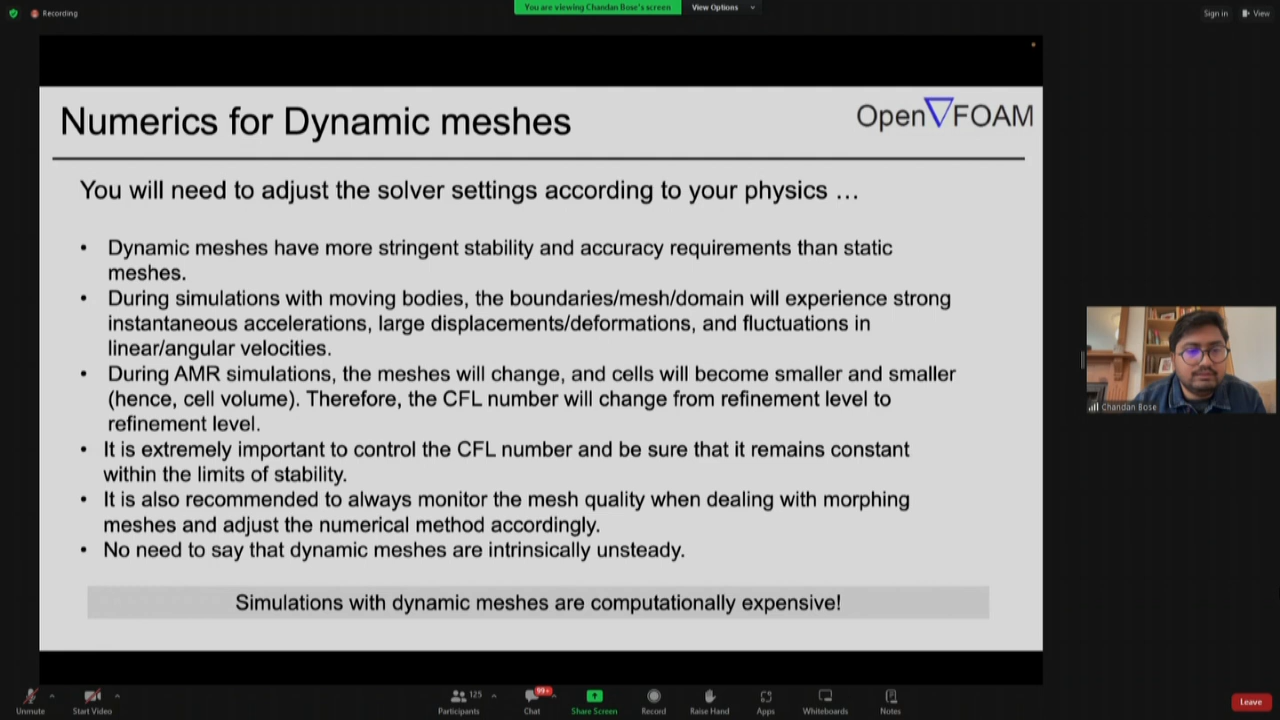 Recording
You are viewing Chandan Bose's screen
View Options
Sign in
View
Numerics for Dynamic meshes
Open FOAM
You will need to adjust the solver settings according to your physics …
• Dynamic meshes have more stringent stability and accuracy requirements than static
meshes.
• During simulations with moving bodies, the boundaries/mesh/domain will experience strong
instantaneous accelerations, large displacements/deformations, and fluctuations in
linear/angular velocities.
• During AMR simulations, the meshes will change, and cells will become smaller and smaller
(hence, cell volume). Therefore, the CFL number will change from refinement level to
refinement level.
• It is extremely important to control the CFL number and be sure that it remains constant
within the limits of stability.
• It is also recommended to always monitor the mesh quality when dealing with morphing
meshes and adjust the numerical method accordingly.
• No need to say that dynamic meshes are intrinsically unsteady.
Simulations with dynamic meshes are computationally expensive!
Chandan Bose
Unmute
Start Video
125
Participants
99+
Chat
Share Screen
Record
Raise Hand
Apps
Whiteboards
Notes
Leave